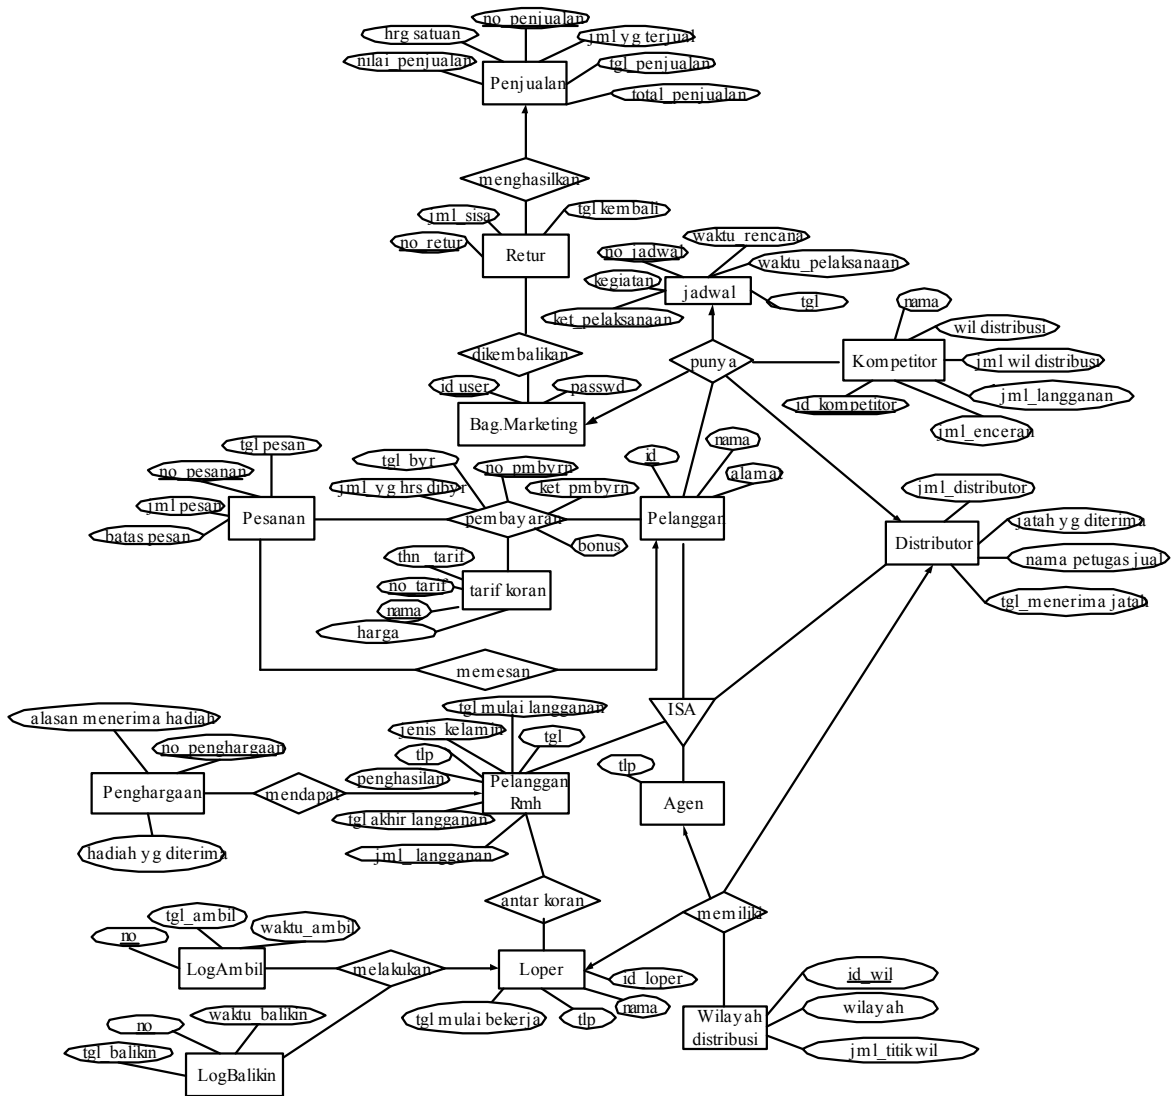 no_penjualan
hrg satuan
jml yg terjual
nilai_penjualan
tgl_penjualan
Penjualan
total_penjualan
menghasilkan
jml_sisa
tgl kembali
no_retur
Retur
waktu_rencana
no_jadwal
waktu_pelaksanaan
kegiatan
jadwal
tgl
ket_pelaksanaan
nama
wil distribusi
dikembalikan
punya
Kompetitor
jml wil distribusi
id user
passwd
jml_langganan
id_kompetitor
Bag.Marketing
jml_enceran
tgl pesan
tgl_byr
no_pmbyrn
id_
nama
no_pesanan
jml yg hrs dibyr
ket_pmbyrn
alamat
jml_distributor
jml pesan
Pesanan
pembayaran
Pelanggan
jatah yg diterima
batas pesan
bonus
Distributor
thn_tarif
nama petugas jual
no_tarif
tarif koran
nama
tgl_menerima jatah
harga
memesan
tgl mulai langganan
ISA
alasan menerima hadiah
jenis_kelamin
tgl
no_penghargaan
tlp
tlp
penghasilan
Penghargaan
mendapat
Pelanggan
Rmh
Agen
tgl akhir langganan
hadiah yg diterima
jml_langganan
antar koran
memiliki
tgl_ambil
waktu_ambil
no
LogAmbil
melakukan
Loper
id_loper
id_wil
nama
tgl mulai bekerja
tlp
wilayah
Wilayah
distribusi
waktu_balikin
no
tgl_balikin
jml_titik wil
LogBalikin